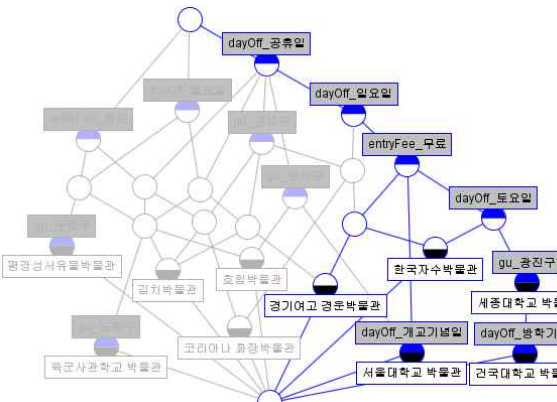 dayOff_공휴일
dayOff_일요일
entryFee_무료
dayOff_토요일
평강성서유물박물관
호림박물관
한국자수박물관
gu_광진구
김치박물관
경기여고 경운박물관
세종대학교 박물
코리아나 화장박물관
dayOff_개교기념일
dayOff_방학기
육군사관학교 박물관
서울대학교 박물관
건국대학교 박물